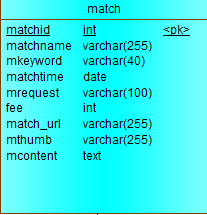 match
matchid int <pk>
matchname varchar(255)
mkeyword varchar(40)
matchtime date
mrequest varchar(100)
fee int
match_url varchar(255)
mthumb varchar(255)
mcontent text